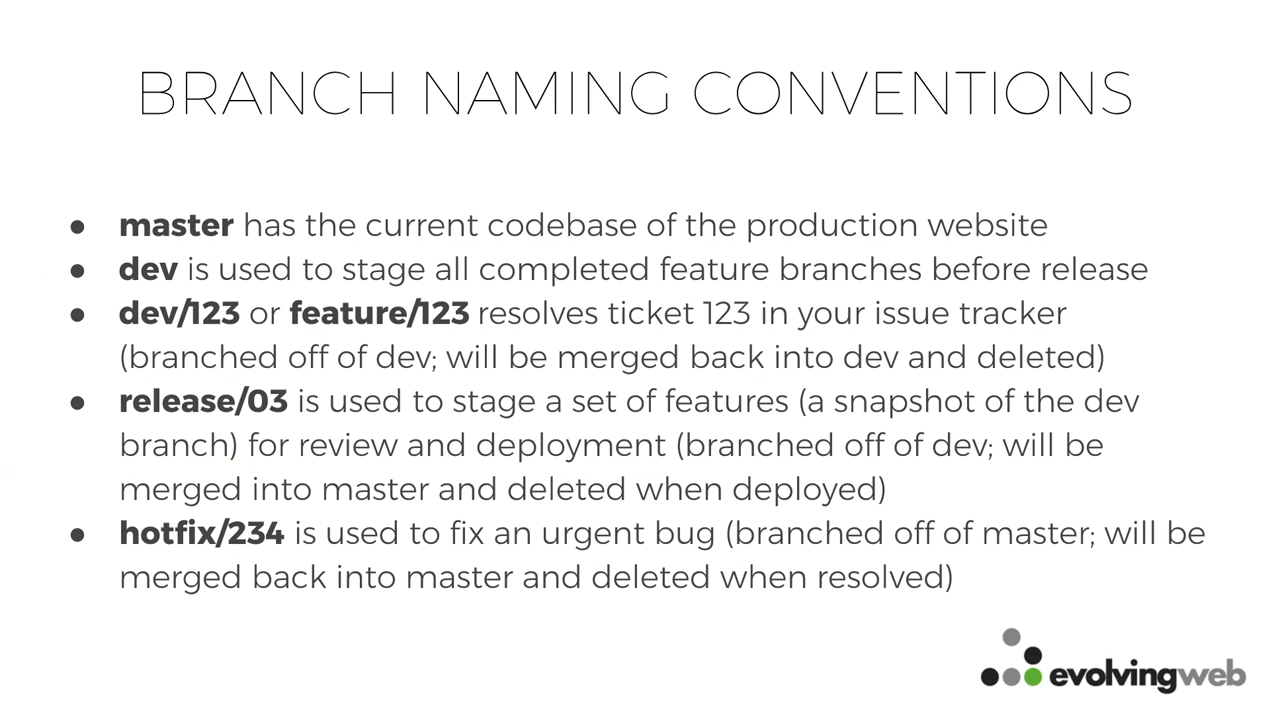 BRANCH NAMING CONVENTIONS
● master has the current codebase of the production website
● dev is used to stage all completed feature branches before release
● dev/123 or feature/123 resolves ticket 123 in your issue tracker
(branched off of dev; will be merged back into dev and deleted)
● release/03 is used to stage a set of features (a snapshot of the dev
branch) for review and deployment (branched off of dev; will be
merged into master and deleted when deployed)
● hotfix/234 is used to fix an urgent bug (branched off of master; will be
merged back into master and deleted when resolved)
evolvingweb